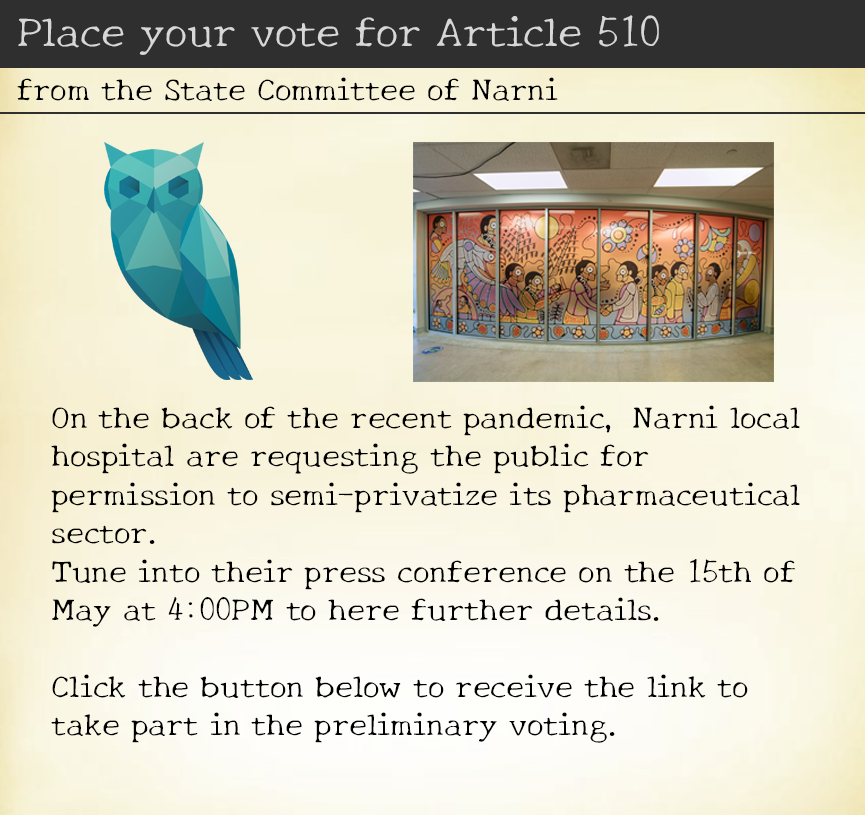 Place your vote for Article 510
from the State Committee of Narni
On the back of the recent pandemic, Narni local
hospital are requesting the public for
permission to semi-privatize its pharmaceutical
sector.
Tune into their press conference on the 15th of
May at 4:00PM to here further details.
Click the button below to receive the link to
take part in the preliminary voting.